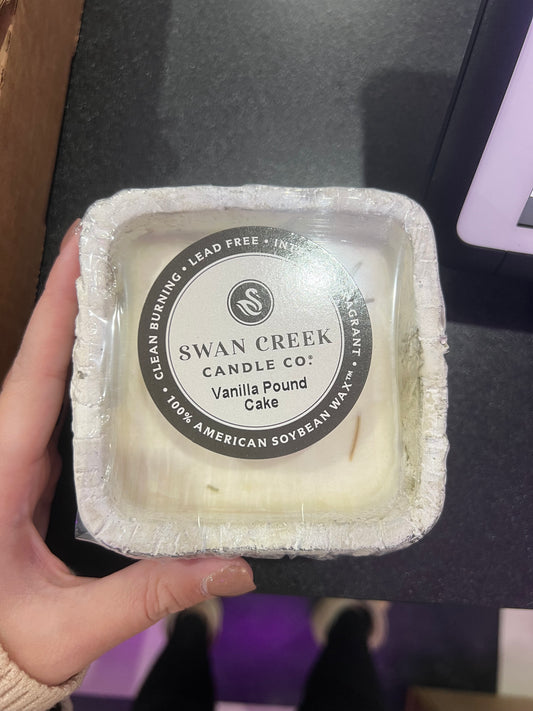 CLEAN BURNING • LEAD FREE •
SWAN CREEK
CANDLE CO.®
Vanilla Pound
Cake
• 100% AMERICAN SOYBEAN WAX™ •